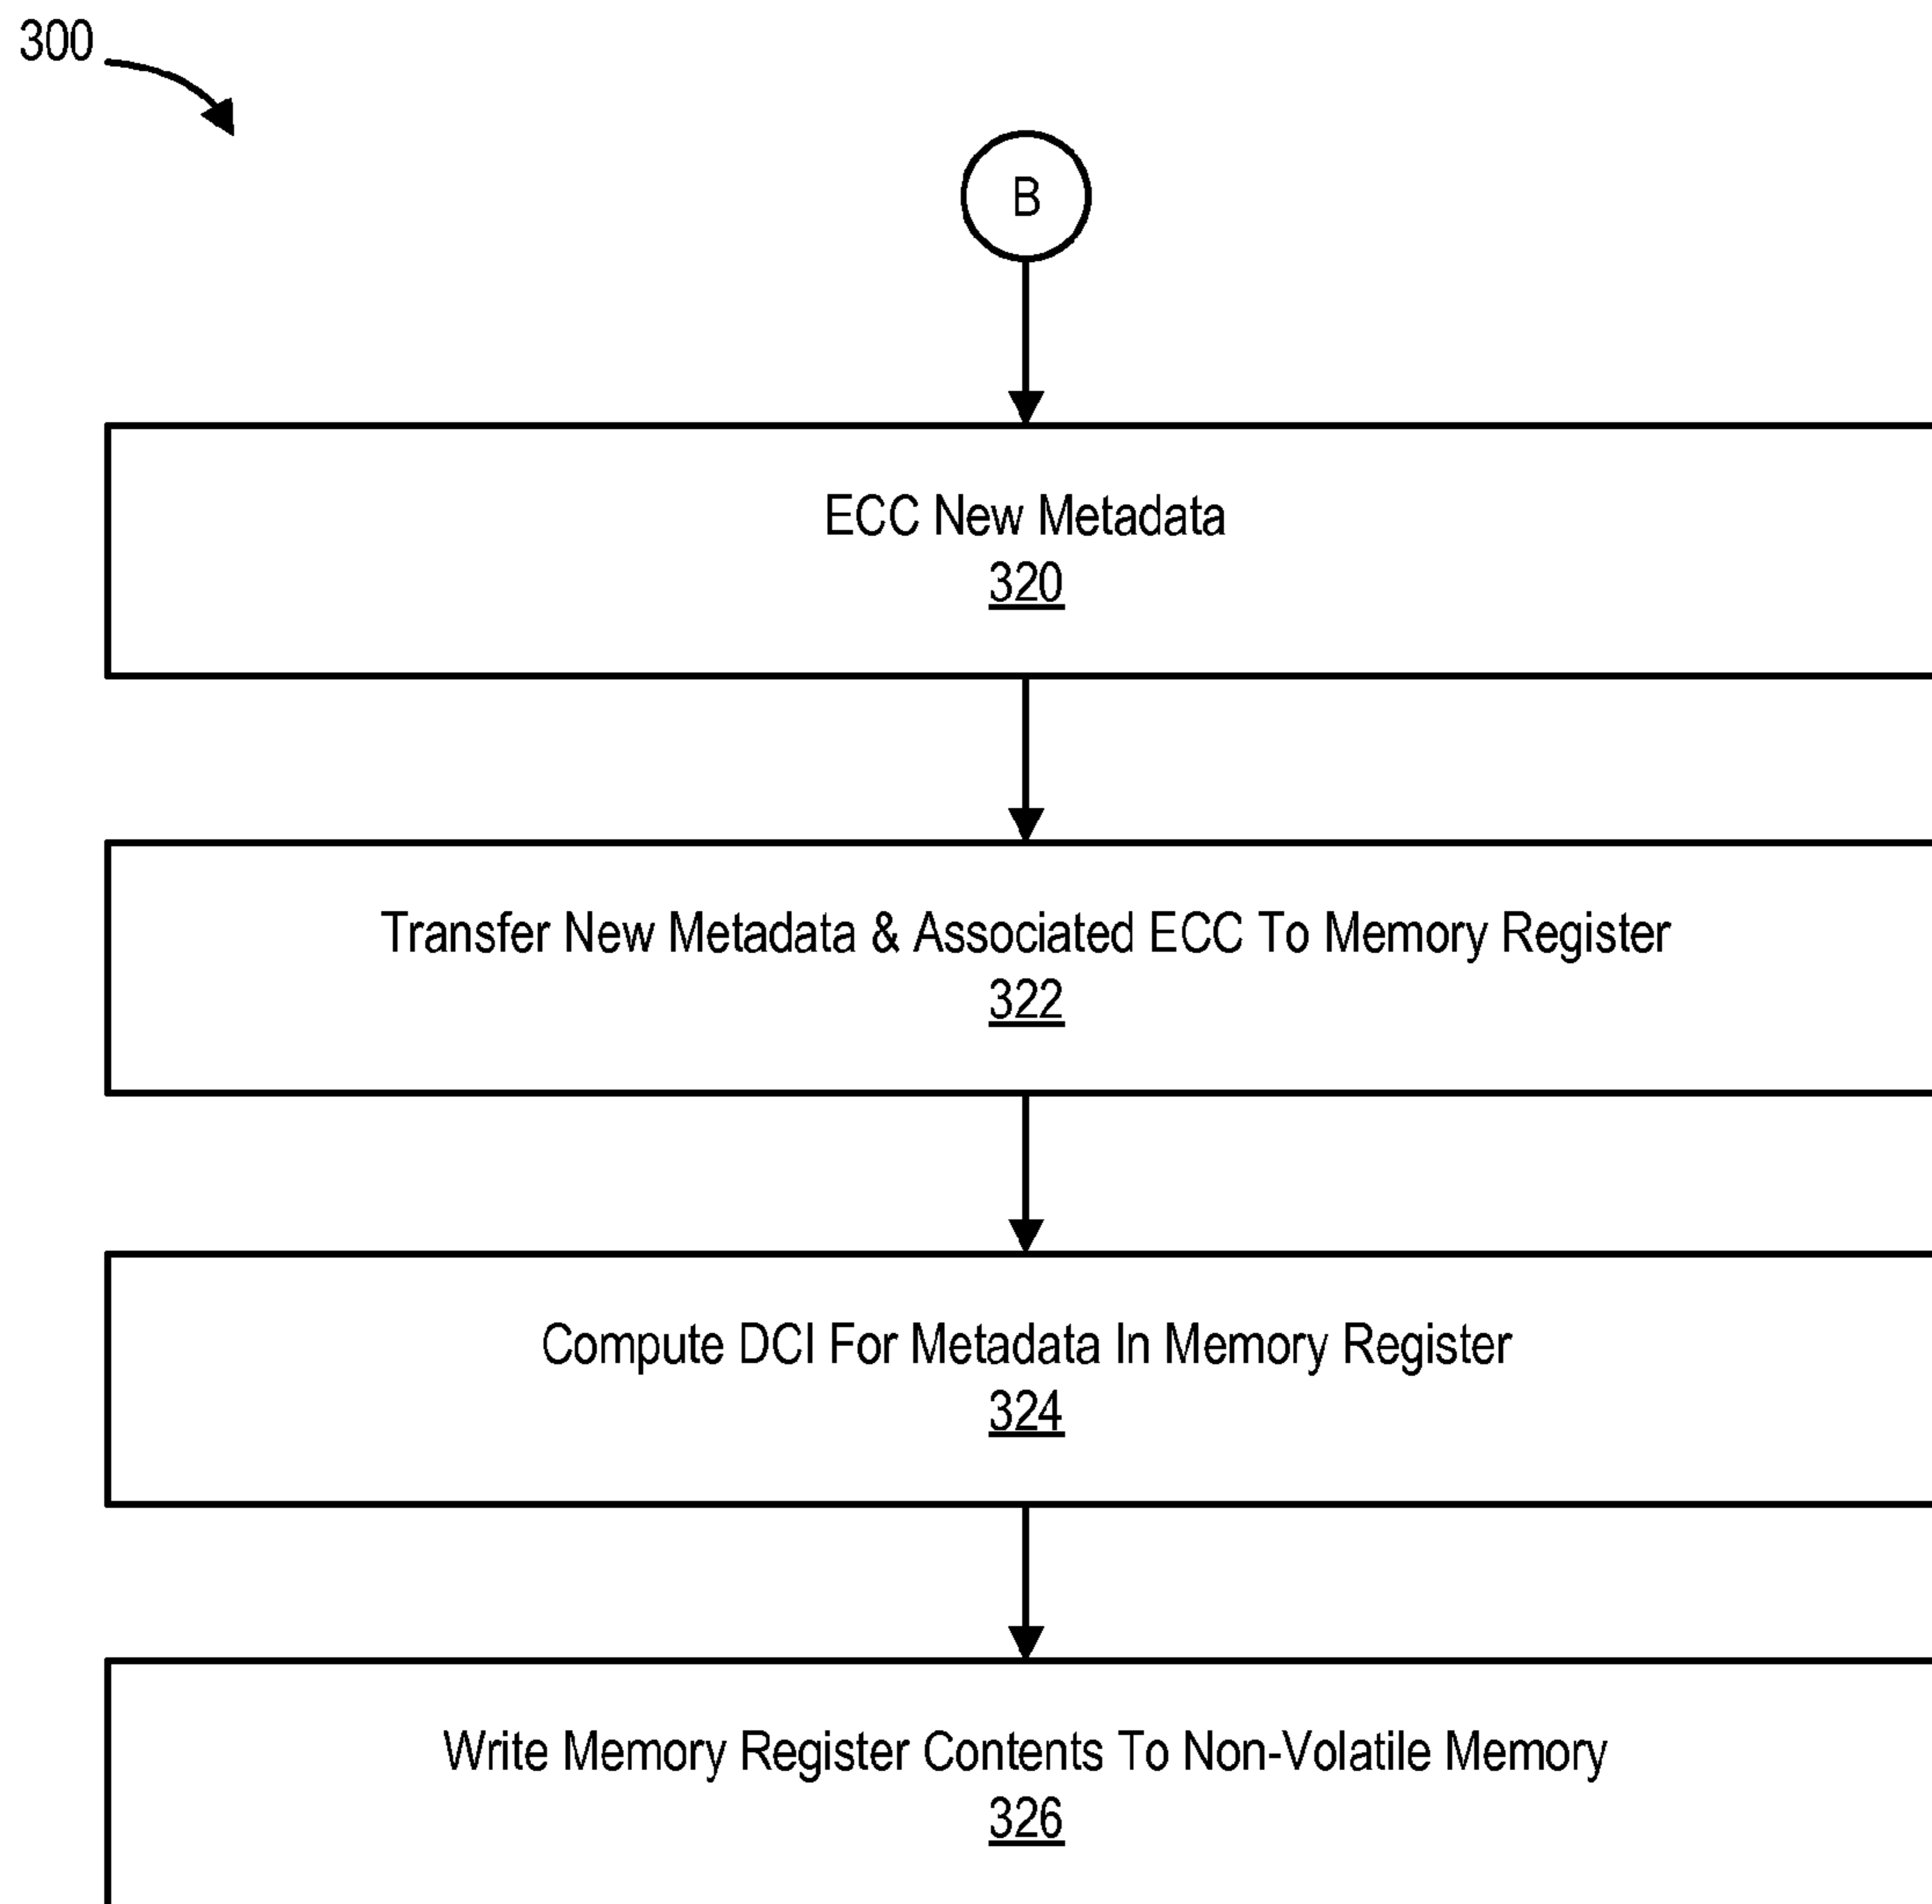 300
B
ECC New Metadata
320
Transfer New Metadata & Associated ECC To Memory Register
322
Compute DCI For Metadata In Memory Register
324
Write Memory Register Contents To Non-Volatile Memory
326